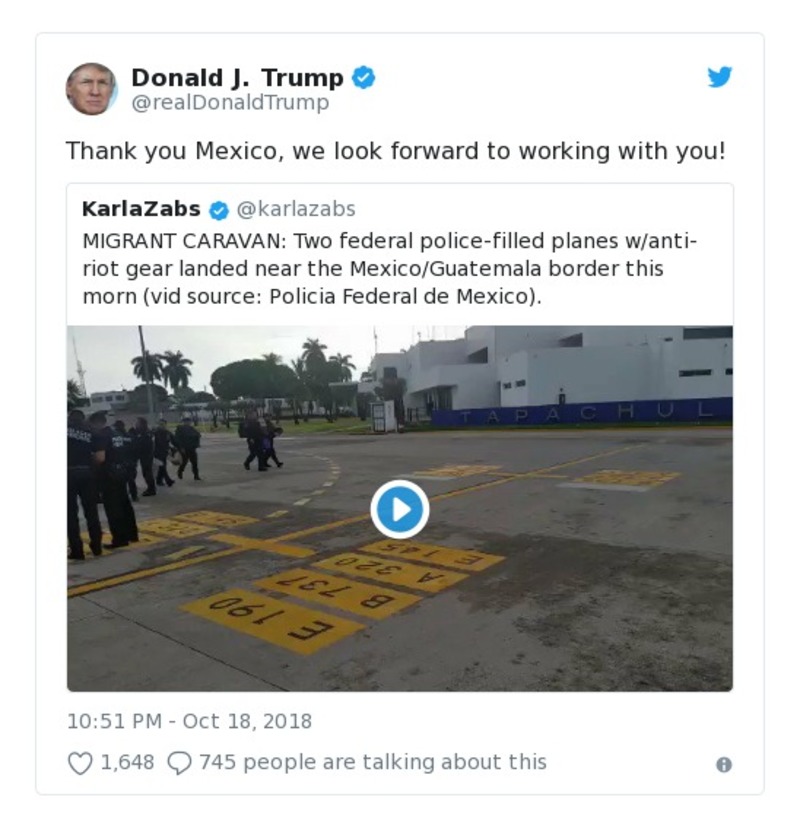 Donald J. Trump
@realDonaldTrump
Thank you Mexico, we look forward to working with you!
KarlaZabs @karlazabs
MIGRANT CARAVAN: Two federal police-filled planes w/anti-
riot gear landed near the Mexico/Guatemala border this
morn (vid source: Policia Federal de Mexico).
TAPACHUL
E 145
A 320
B 737
E 190
10:51 PM - Oct 18, 2018
1,648 745 people are talking about this